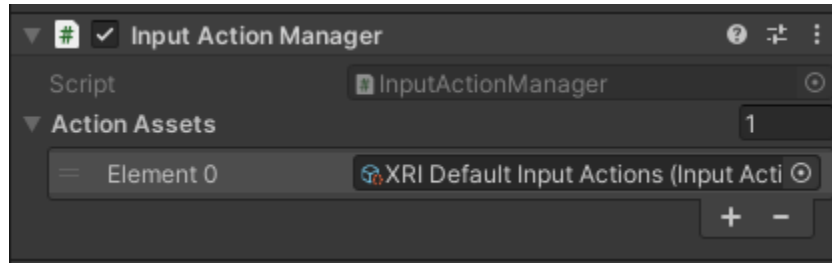 # Input Action Manager
Script # InputActionManager
Action Assets 1
Element 0 XRI Default Input Actions (Input Acti
+ -